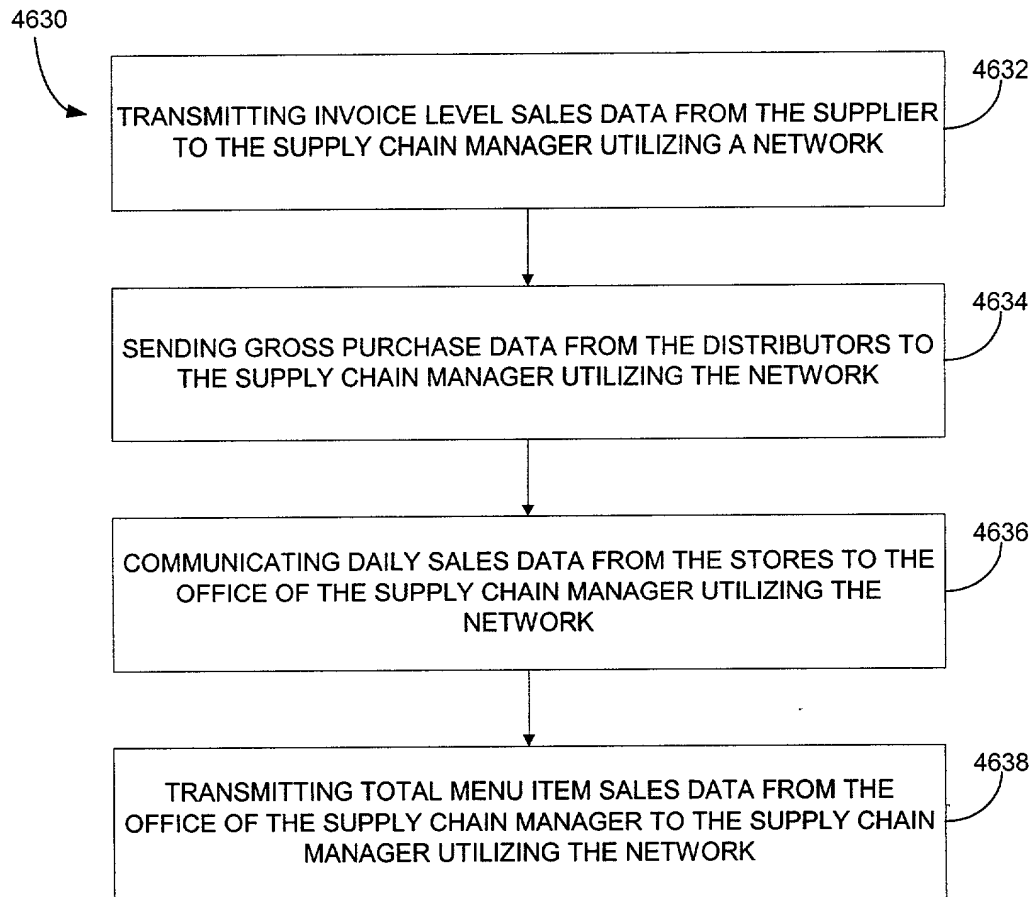 4630
4632
TRANSMITTING INVOICE LEVEL SALES DATA FROM THE SUPPLIER
TO THE SUPPLY CHAIN MANAGER UTILIZING A NETWORK
4634
SENDING GROSS PURCHASE DATA FROM THE DISTRIBUTORS TO
THE SUPPLY CHAIN MANAGER UTILIZING THE NETWORK
4636
COMMUNICATING DAILY SALES DATA FROM THE STORES TO THE
OFFICE OF THE SUPPLY CHAIN MANAGER UTILIZING THE
NETWORK
4638
TRANSMITTING TOTAL MENU ITEM SALES DATA FROM THE
OFFICE OF THE SUPPLY CHAIN MANAGER TO THE SUPPLY CHAIN
MANAGER UTILIZING THE NETWORK